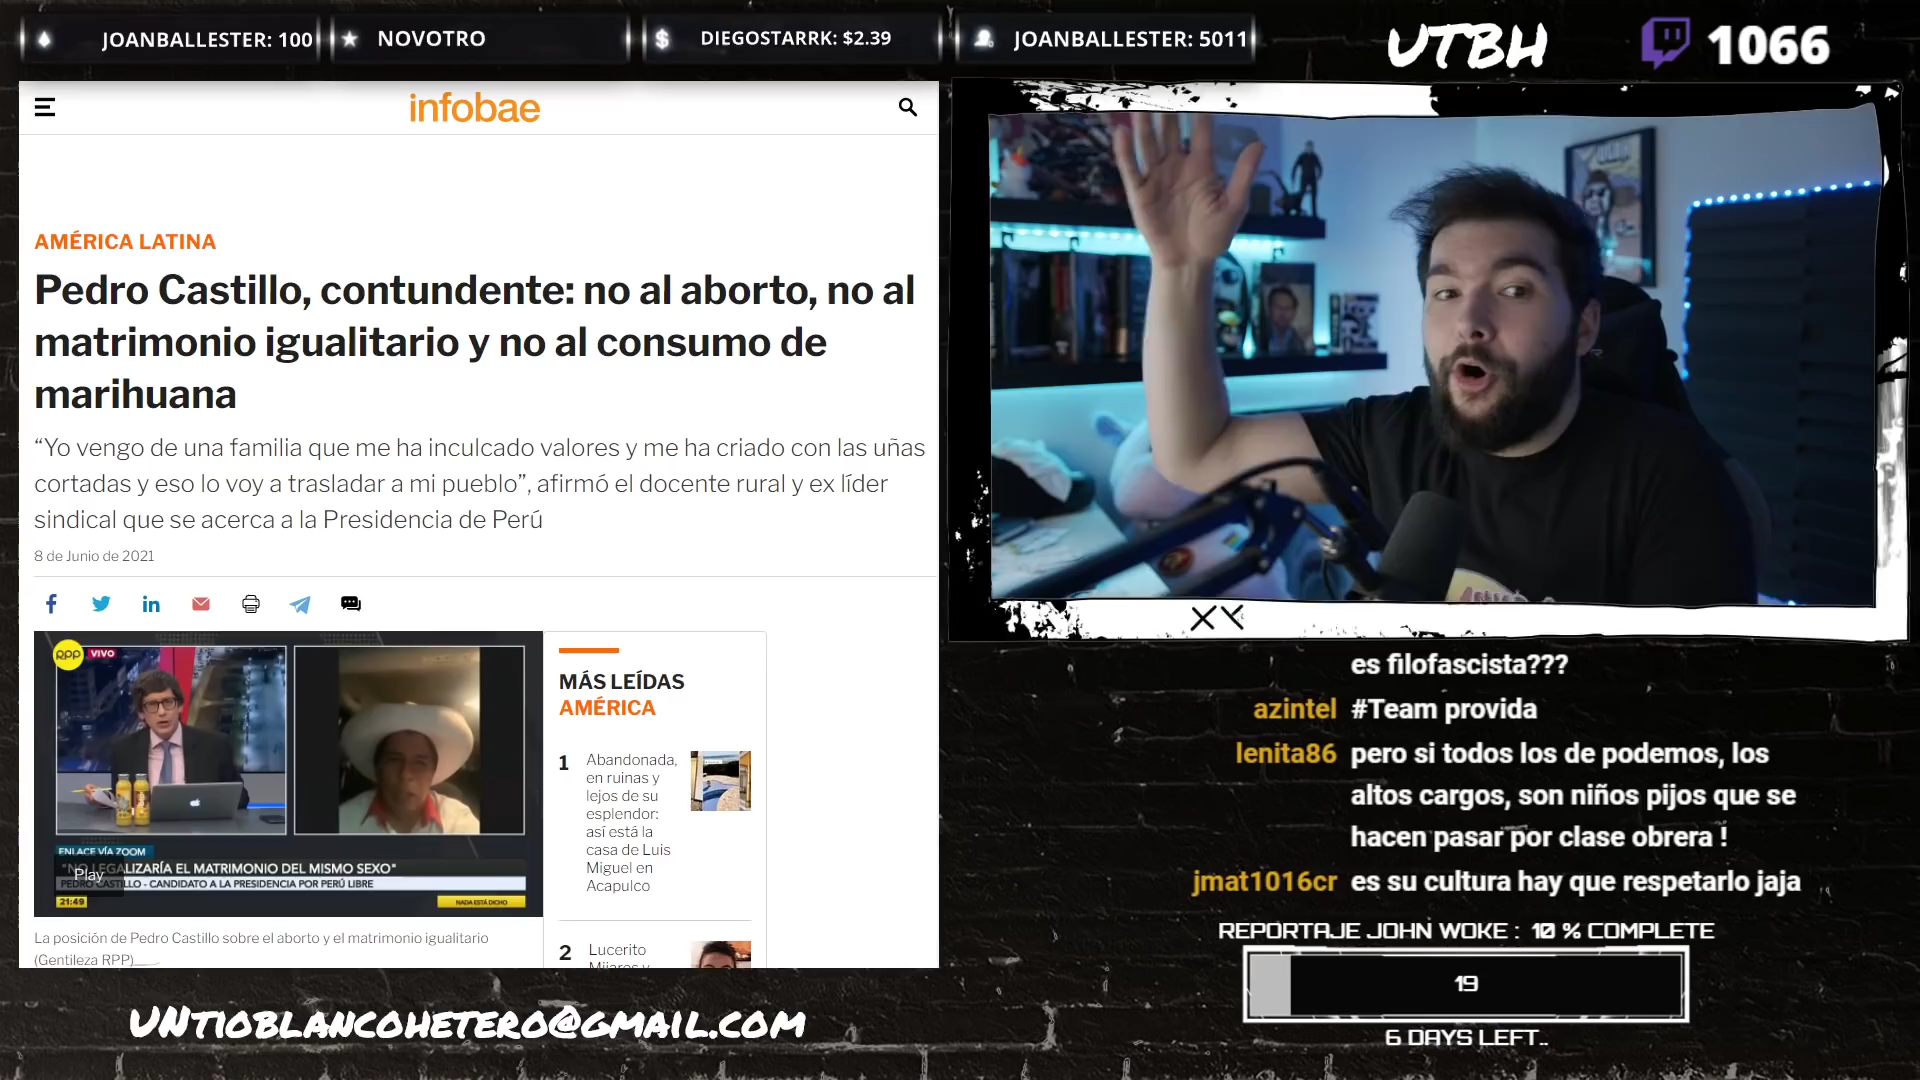 JOANBALLESTER: 100
NOVOTRO
DIEGOSTARRK: $2.39
JOANBALLESTER: 5011
UTBH
1066
infobae
AMÉRICA LATINA
Pedro Castillo, contundente: no al aborto, no al
matrimonio igualitario y no al consumo de
marihuana
“Yo vengo de una familia que me ha inculcado valores y me ha criado con las uñas
cortadas y eso lo voy a trasladar a mi pueblo”, afirmó el docente rural y ex líder
sindical que se acerca a la Presidencia de Perú
8 de Junio de 2021
RPP VIVO
ENLACE VÍA ZOOM
"NO LEGALIZARÍA EL MATRIMONIO DEL MISMO SEXO"
Play
PEDRO CASTILLO - CANDIDATO A LA PRESIDENCIA POR PERÚ LIBRE
21:49
NADA ESTÁ DICHO
La posición de Pedro Castillo sobre el aborto y el matrimonio igualitario
(Gentileza RPP)
MÁS LEÍDAS
AMÉRICA
1 Abandonada,
en ruinas y
lejos de su
esplendor:
así está la
casa de Luis
Miguel en
Acapulco
2 Lucerito
Mijares y
es filofascista???
azintel #Team provida
lenita86 pero si todos los de podemos, los
altos cargos, son niños pijos que se
hacen pasar por clase obrera !
jmat1016cr es su cultura hay que respetarlo jaja
REPORTAJE JOHN WOKE : 10 % COMPLETE
19
6 DAYS LEFT..
UNTIOBLANCOHETERO@GMAIL.COM